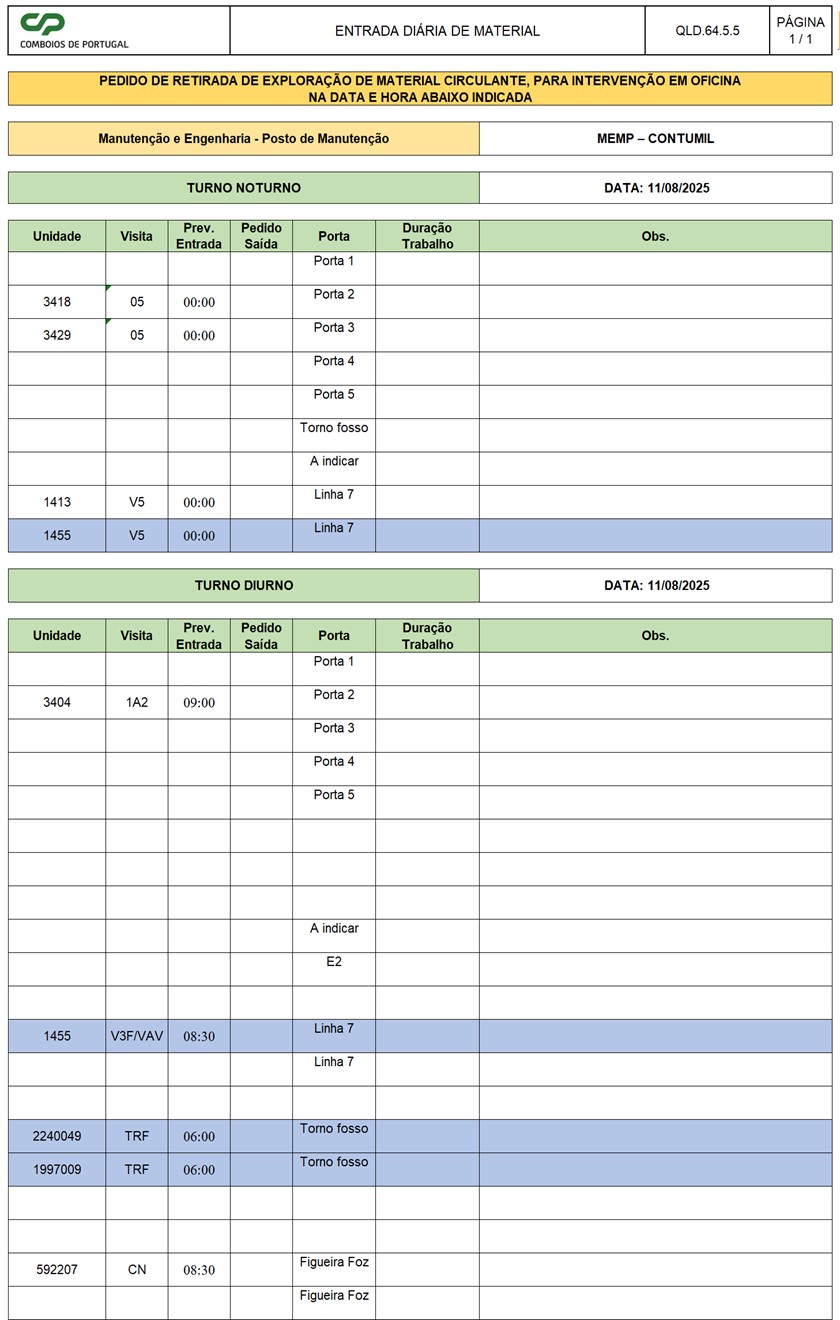 CP
COMBOIOS DE PORTUGAL
ENTRADA DIÁRIA DE MATERIAL
QLD.64.5.5
PÁGINA
1 / 1
PEDIDO DE RETIRADA DE EXPLORAÇÃO DE MATERIAL CIRCULANTE, PARA INTERVENÇÃO EM OFICINA
NA DATA E HORA ABAIXO INDICADA
Manutenção e Engenharia - Posto de Manutenção MEMP – CONTUMIL
TURNO NOTURNO DATA: 11/08/2025
Unidade Visita Prev. Entrada Pedido Saída Porta Duração Trabalho Obs.
Porta 1
3418 05 00:00 Porta 2
3429 05 00:00 Porta 3
Porta 4
Porta 5
Torno fosso
A indicar
1413 V5 00:00 Linha 7
1455 V5 00:00 Linha 7
TURNO DIURNO DATA: 11/08/2025
Unidade Visita Prev. Entrada Pedido Saída Porta Duração Trabalho Obs.
Porta 1
3404 1A2 09:00 Porta 2
Porta 3
Porta 4
Porta 5
A indicar
E2
1455 V3F/VAV 08:30 Linha 7
Linha 7
2240049 TRF 06:00 Torno fosso
1997009 TRF 06:00 Torno fosso
592207 CN 08:30 Figueira Foz
Figueira Foz